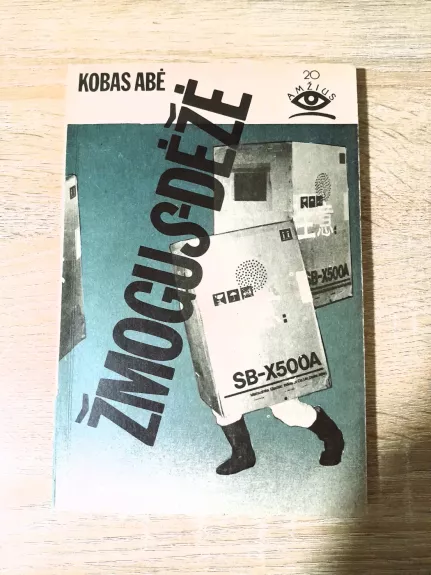 KOBAS ABĖ
20
AMŽIUS
ŽMOGUS-DĖŽĖ
SB-X500A
SB-X500A